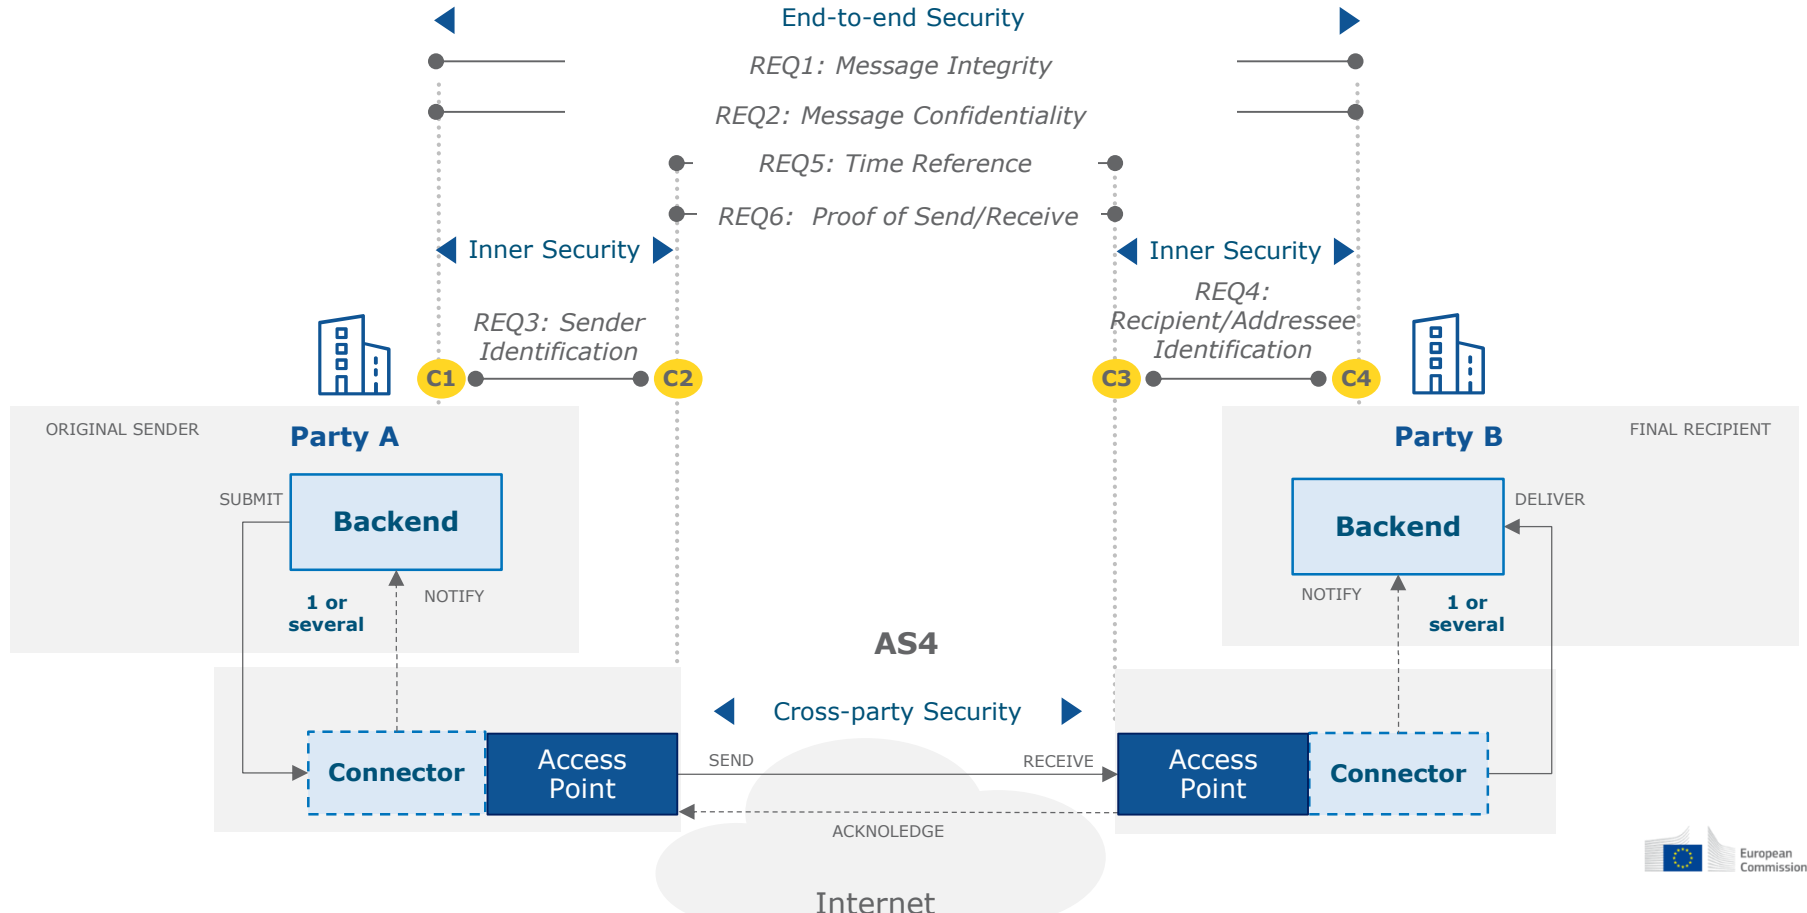 End-to-end Security
REQ1: Message Integrity
REQ2: Message Confidentiality
REQ5: Time Reference
REQ6: Proof of Send/Receive
Inner Security
Inner Security
REQ3: Sender
Identification
REQ4:
Recipient/Addressee
Identification
C1
C2
C3
C4
ORIGINAL SENDER
Party A
Party B
FINAL RECIPIENT
SUBMIT
Backend
Backend
DELIVER
NOTIFY
1 or
several
NOTIFY
1 or
several
AS4
Cross-party Security
Connector
Access
Point
SEND
RECEIVE
Access
Point
Connector
ACKNOLEDGE
Internet
European
Commission